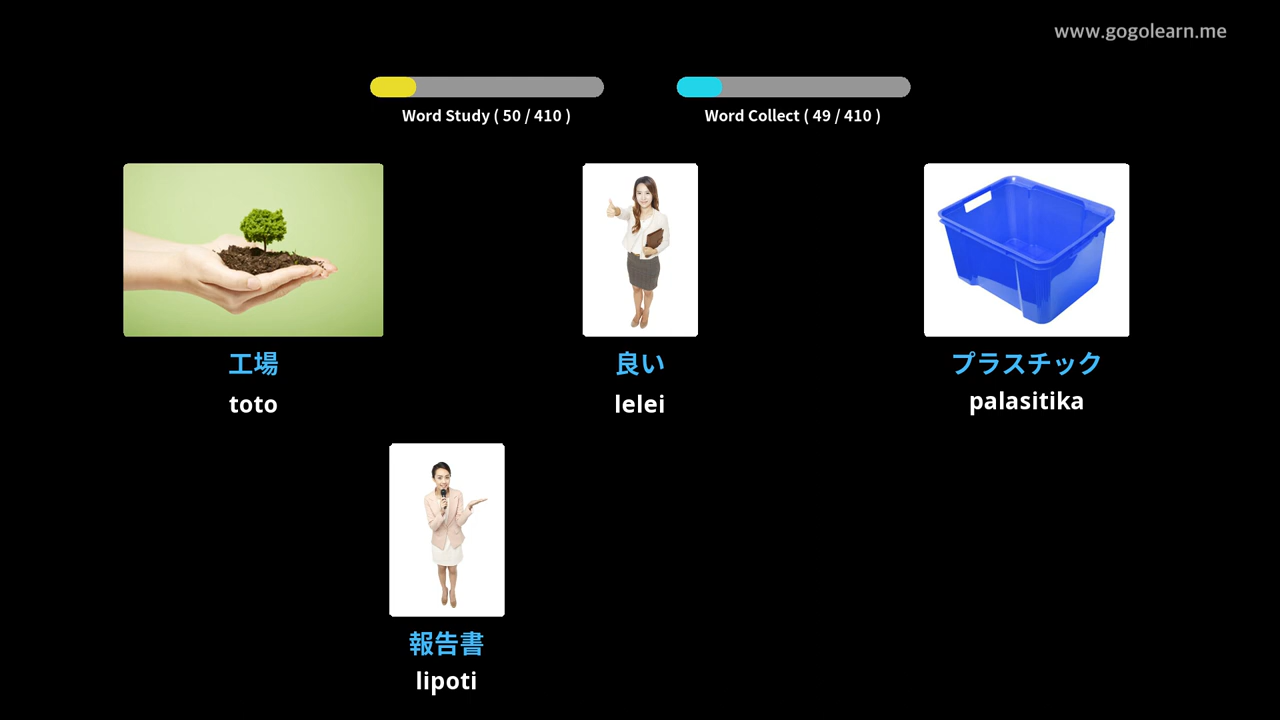 www.gogolearn.me
Word Study ( 50 / 410 )
Word Collect ( 49 / 410 )
工場
toto
良い
lelei
プラスチック
palasitika
報告書
lipoti